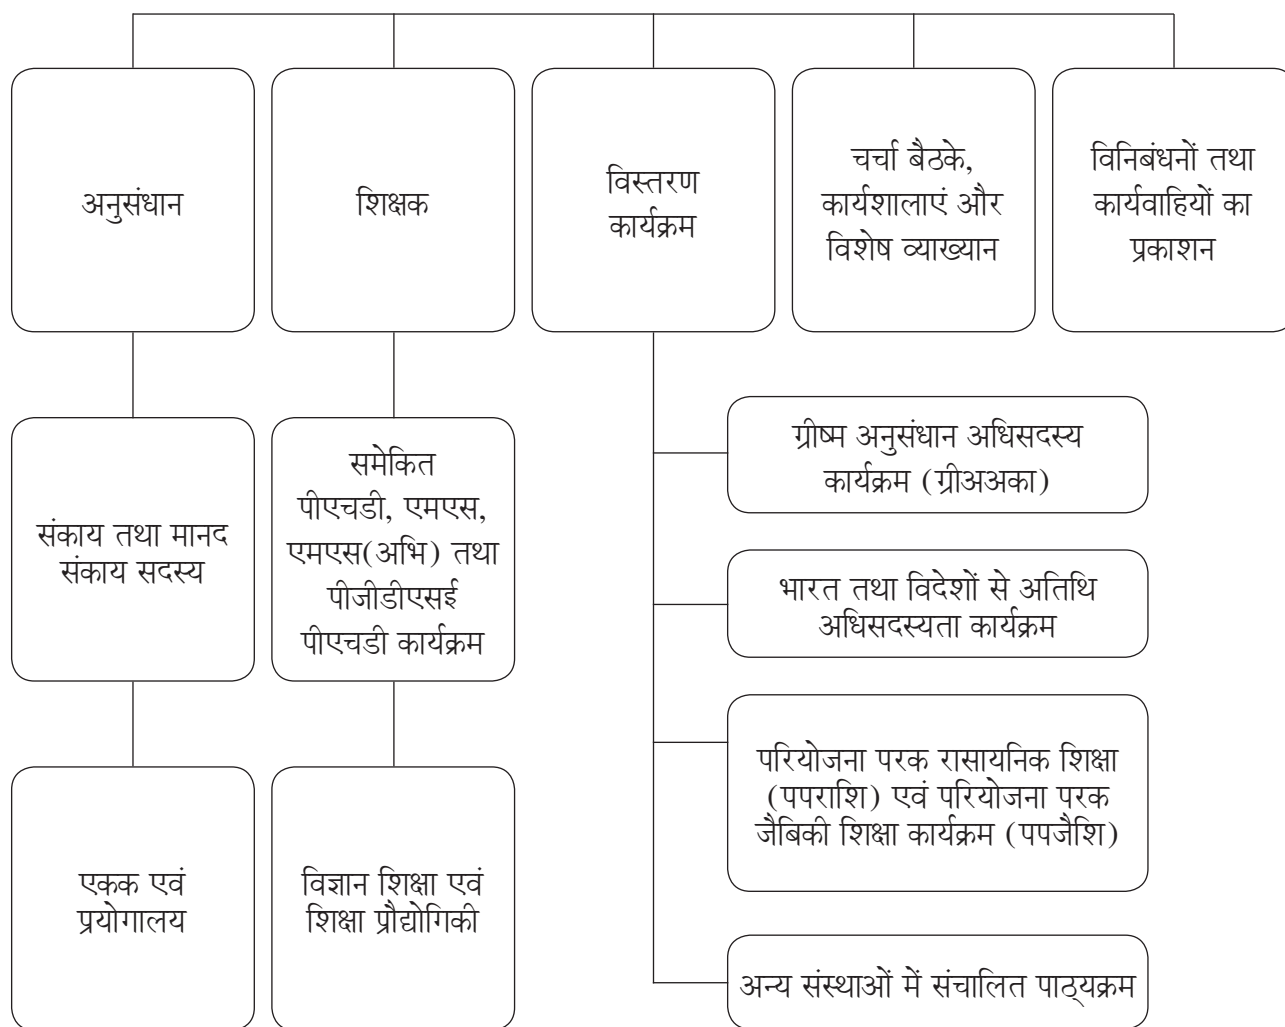 अनुसंधान
शिक्षक
विस्तरण
कार्यक्रम
चर्चा बैठके,
कार्यशालाएं और
विशेष व्याख्यान
विनिबंधनों तथा
कार्यवाहियों का
प्रकाशन
संकाय तथा मानद
संकाय सदस्य
समेकित
पीएचडी, एमएस,
एमएस(अभि) तथा
पीजीडीएसई
पीएचडी कार्यक्रम
ग्रीष्म अनुसंधान अधिसदस्य
कार्यक्रम (ग्रीअअका)
भारत तथा विदेशों से अतिथि
अधिसदस्यता कार्यक्रम
परियोजना परक रासायनिक शिक्षा
(पपराशि) एवं परियोजना परक
जैबिकी शिक्षा कार्यक्रम (पपजैशि)
एकक एवं
प्रयोगालय
विज्ञान शिक्षा एवं
शिक्षा प्रौद्योगिकी
अन्य संस्थाओं में संचालित पाठ्यक्रम